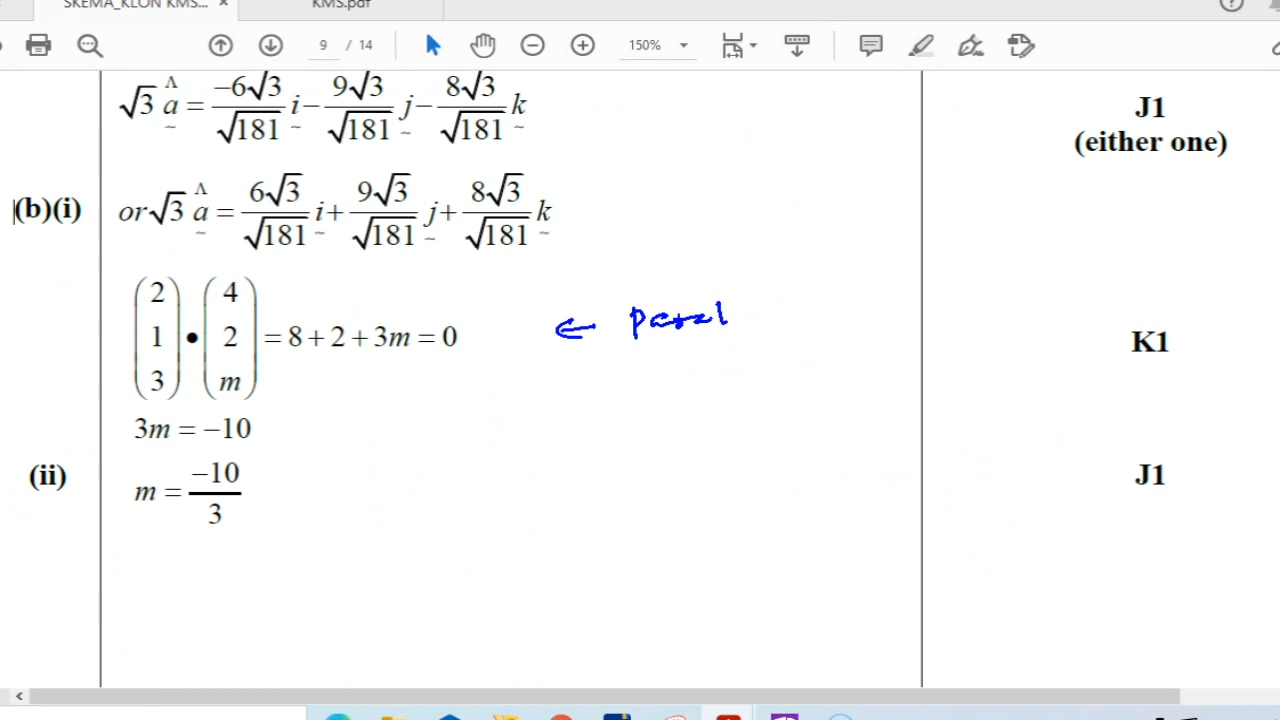 SKEMA_KLON KMS... ×
KMS.pdf
9 / 14
150%
√3 â = (-6√3)/√181 i - (9√3)/√181 j - (8√3)/√181 k
J1
(either one)
(b)(i)
or √3 â = (6√3)/√181 i + (9√3)/√181 j + (8√3)/√181 k
(2 1 3) • (4 2 m) = 8 + 2 + 3m = 0
← paral
K1
3m = -10
(ii)
m = -10/3
J1